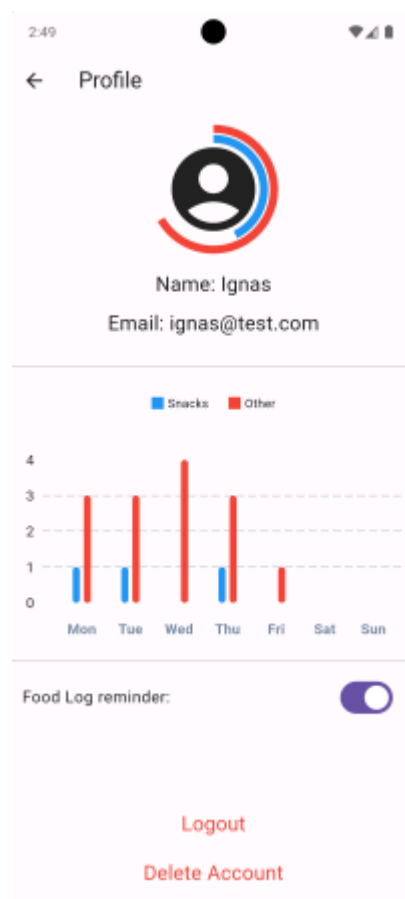 2:49
Profile
Name: Ignas
Email: ignas@test.com
Snacks Other
4
3
2
1
0
Mon Tue Wed Thu Fri Sat Sun
Food Log reminder:
Logout
Delete Account